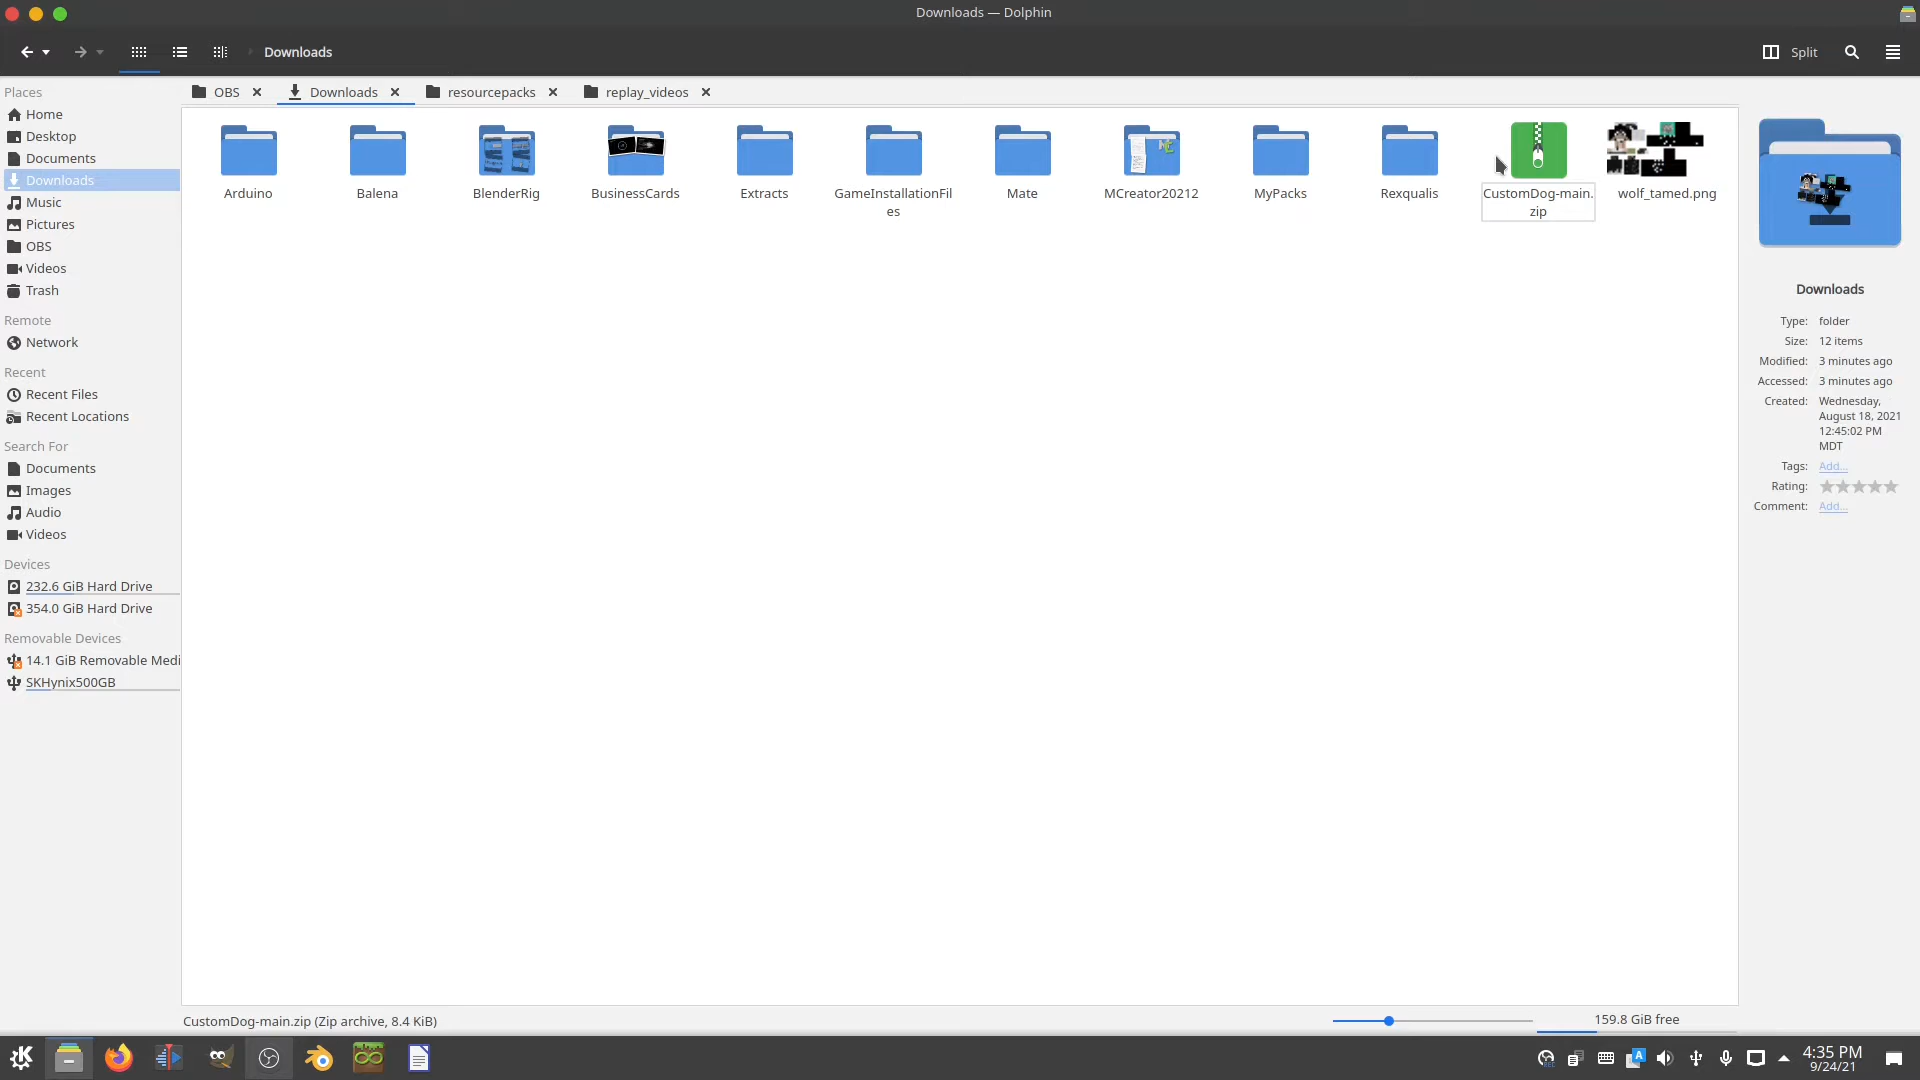 Downloads — Dolphin
Downloads
Split
Places
Home
Desktop
Documents
Downloads
Music
Pictures
OBS
Videos
Trash
Remote
Network
Recent
Recent Files
Recent Locations
Search For
Documents
Images
Audio
Videos
Devices
232.6 GiB Hard Drive
354.0 GiB Hard Drive
Removable Devices
14.1 GiB Removable Medi
SKHynix500GB
OBS
Downloads
resourcepacks
replay_videos
Arduino
Balena
BlenderRig
BusinessCards
Extracts
GameInstallationFil
es
Mate
MCreator20212
MyPacks
Rexqualis
CustomDog-main.
zip
wolf_tamed.png
Downloads
Type: folder
Size: 12 items
Modified: 3 minutes ago
Accessed: 3 minutes ago
Created: Wednesday,
August 18, 2021
12:45:02 PM
MDT
Tags: Add...
Rating:
Comment: Add...
CustomDog-main.zip (Zip archive, 8.4 KiB)
159.8 GiB free
A
4:35 PM
9/24/21